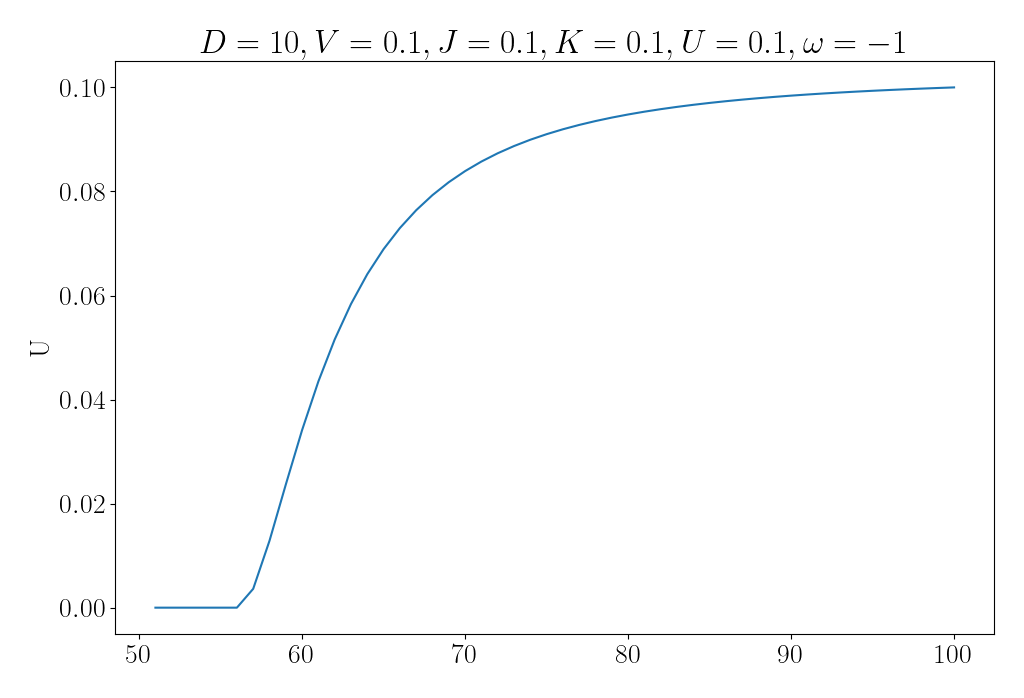 D = 10, V = 0.1, J = 0.1, K = 0.1, U = 0.1, ω = −1
0.10
0.08
0.06
0.04
0.02
0.00
U
50 60 70 80 90 100